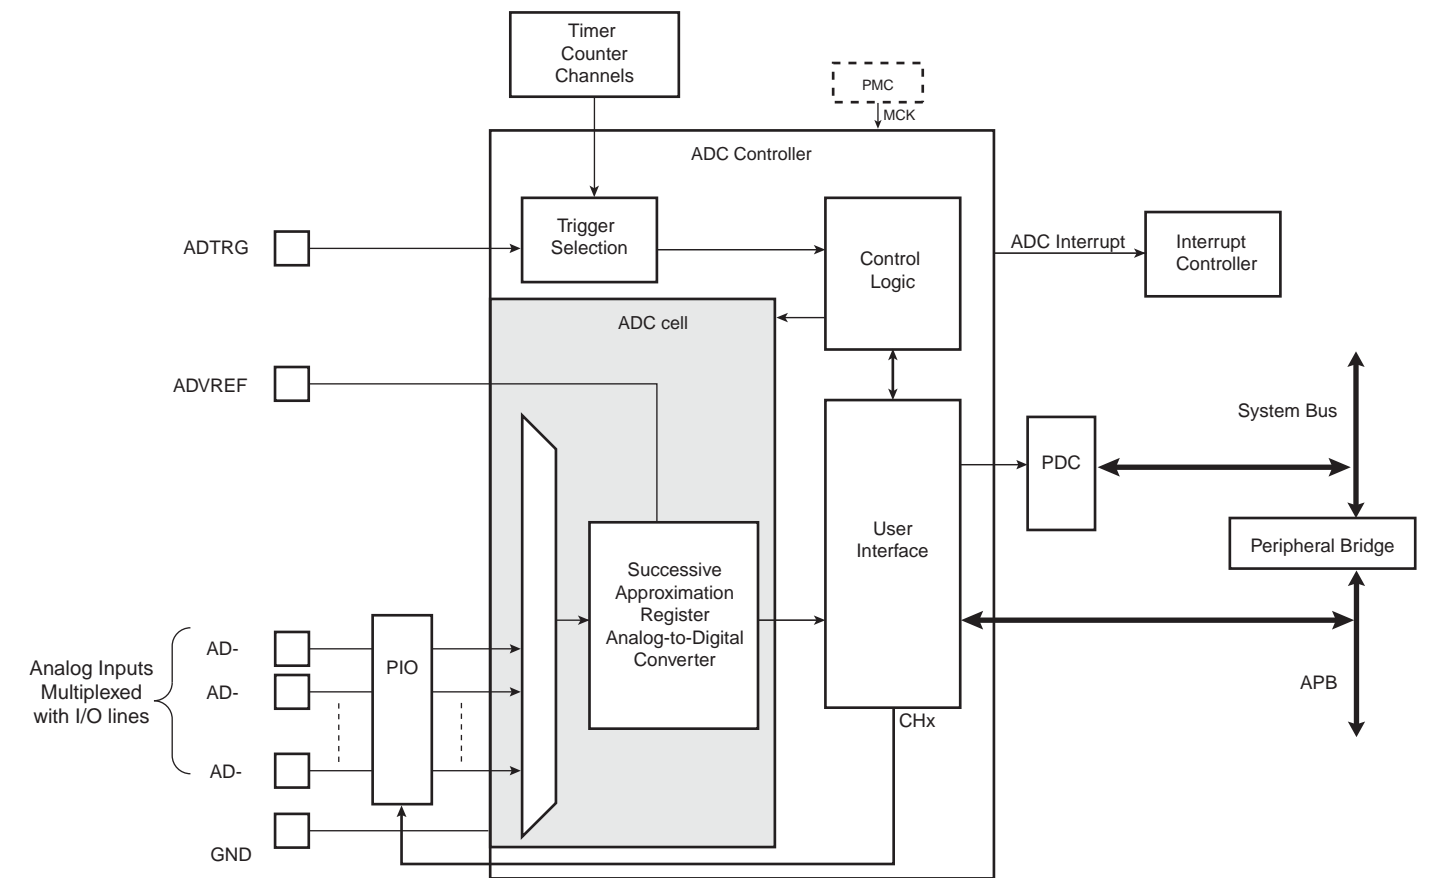 Timer
Counter
Channels
PMC
MCK
ADC Controller
ADTRG
Trigger
Selection
Control
Logic
ADC Interrupt
Interrupt
Controller
ADC cell
ADVREF
System Bus
PDC
User
Interface
Peripheral Bridge
Successive
Approximation
Register
Analog-to-Digital
Converter
Analog Inputs
Multiplexed
with I/O lines
AD-
AD-
AD-
PIO
APB
CHx
GND